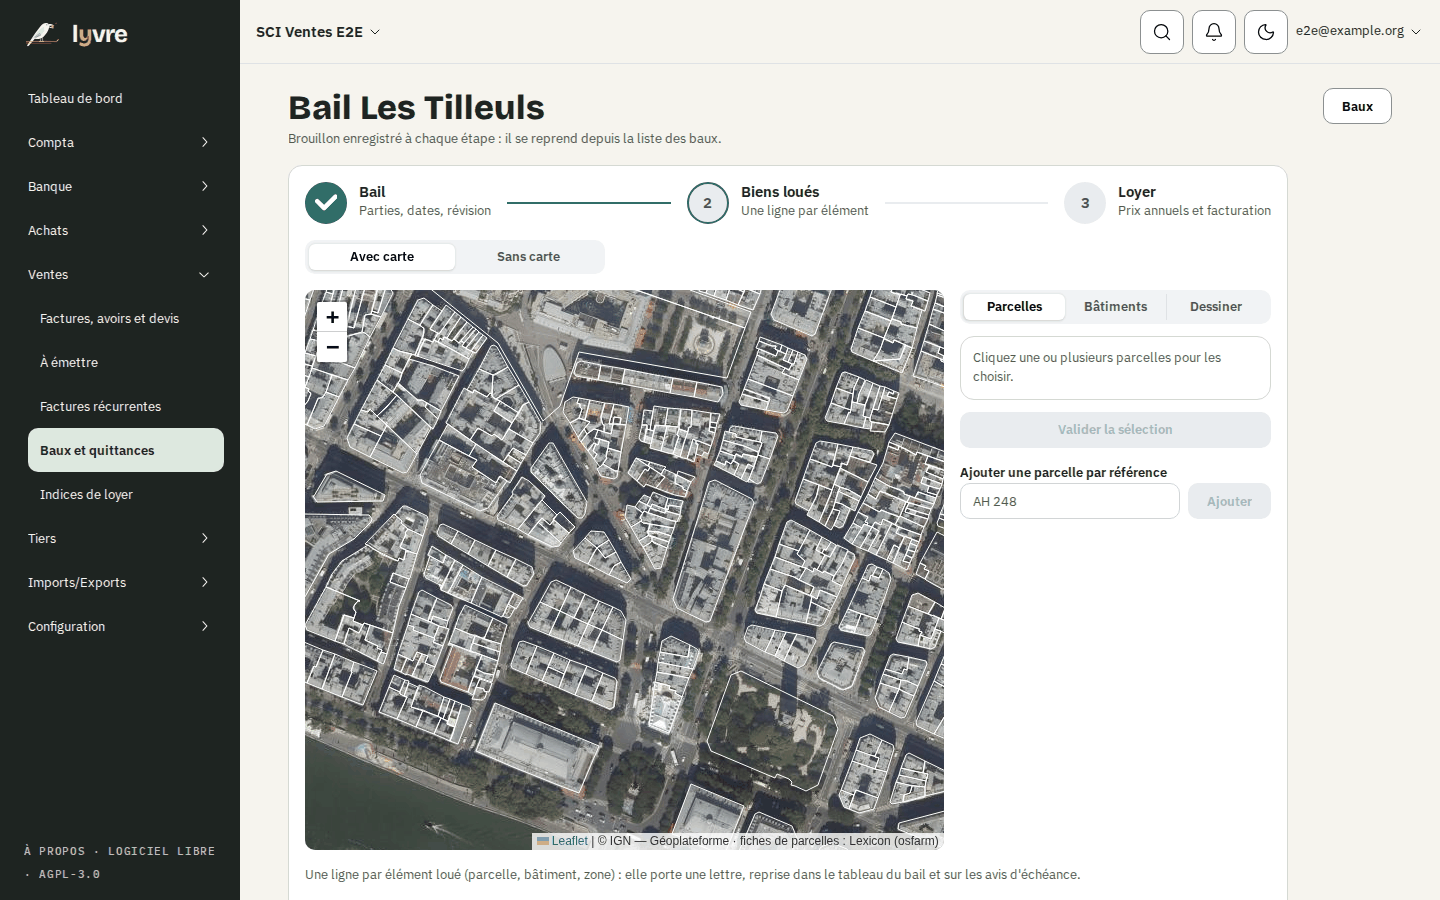 lyvre
SCI Ventes E2E
e2e@example.org
Tableau de bord
Compta
Banque
Achats
Ventes
Factures, avoirs et devis
À émettre
Factures récurrentes
Baux et quittances
Indices de loyer
Tiers
Imports/Exports
Configuration
À PROPOS · LOGICIEL LIBRE
· AGPL-3.0
Bail Les Tilleuls
Baux
Brouillon enregistré à chaque étape : il se reprend depuis la liste des baux.
Bail
Parties, dates, révision
2
Biens loués
Une ligne par élément
3
Loyer
Prix annuels et facturation
Avec carte
Sans carte
+
−
Leaflet | © IGN — Géoplateforme · fiches de parcelles : Lexicon (osfarm)
Parcelles
Bâtiments
Dessiner
Cliquez une ou plusieurs parcelles pour les
choisir.
Valider la sélection
Ajouter une parcelle par référence
AH 248
Ajouter
Une ligne par élément loué (parcelle, bâtiment, zone) : elle porte une lettre, reprise dans le tableau du bail et sur les avis d'échéance.